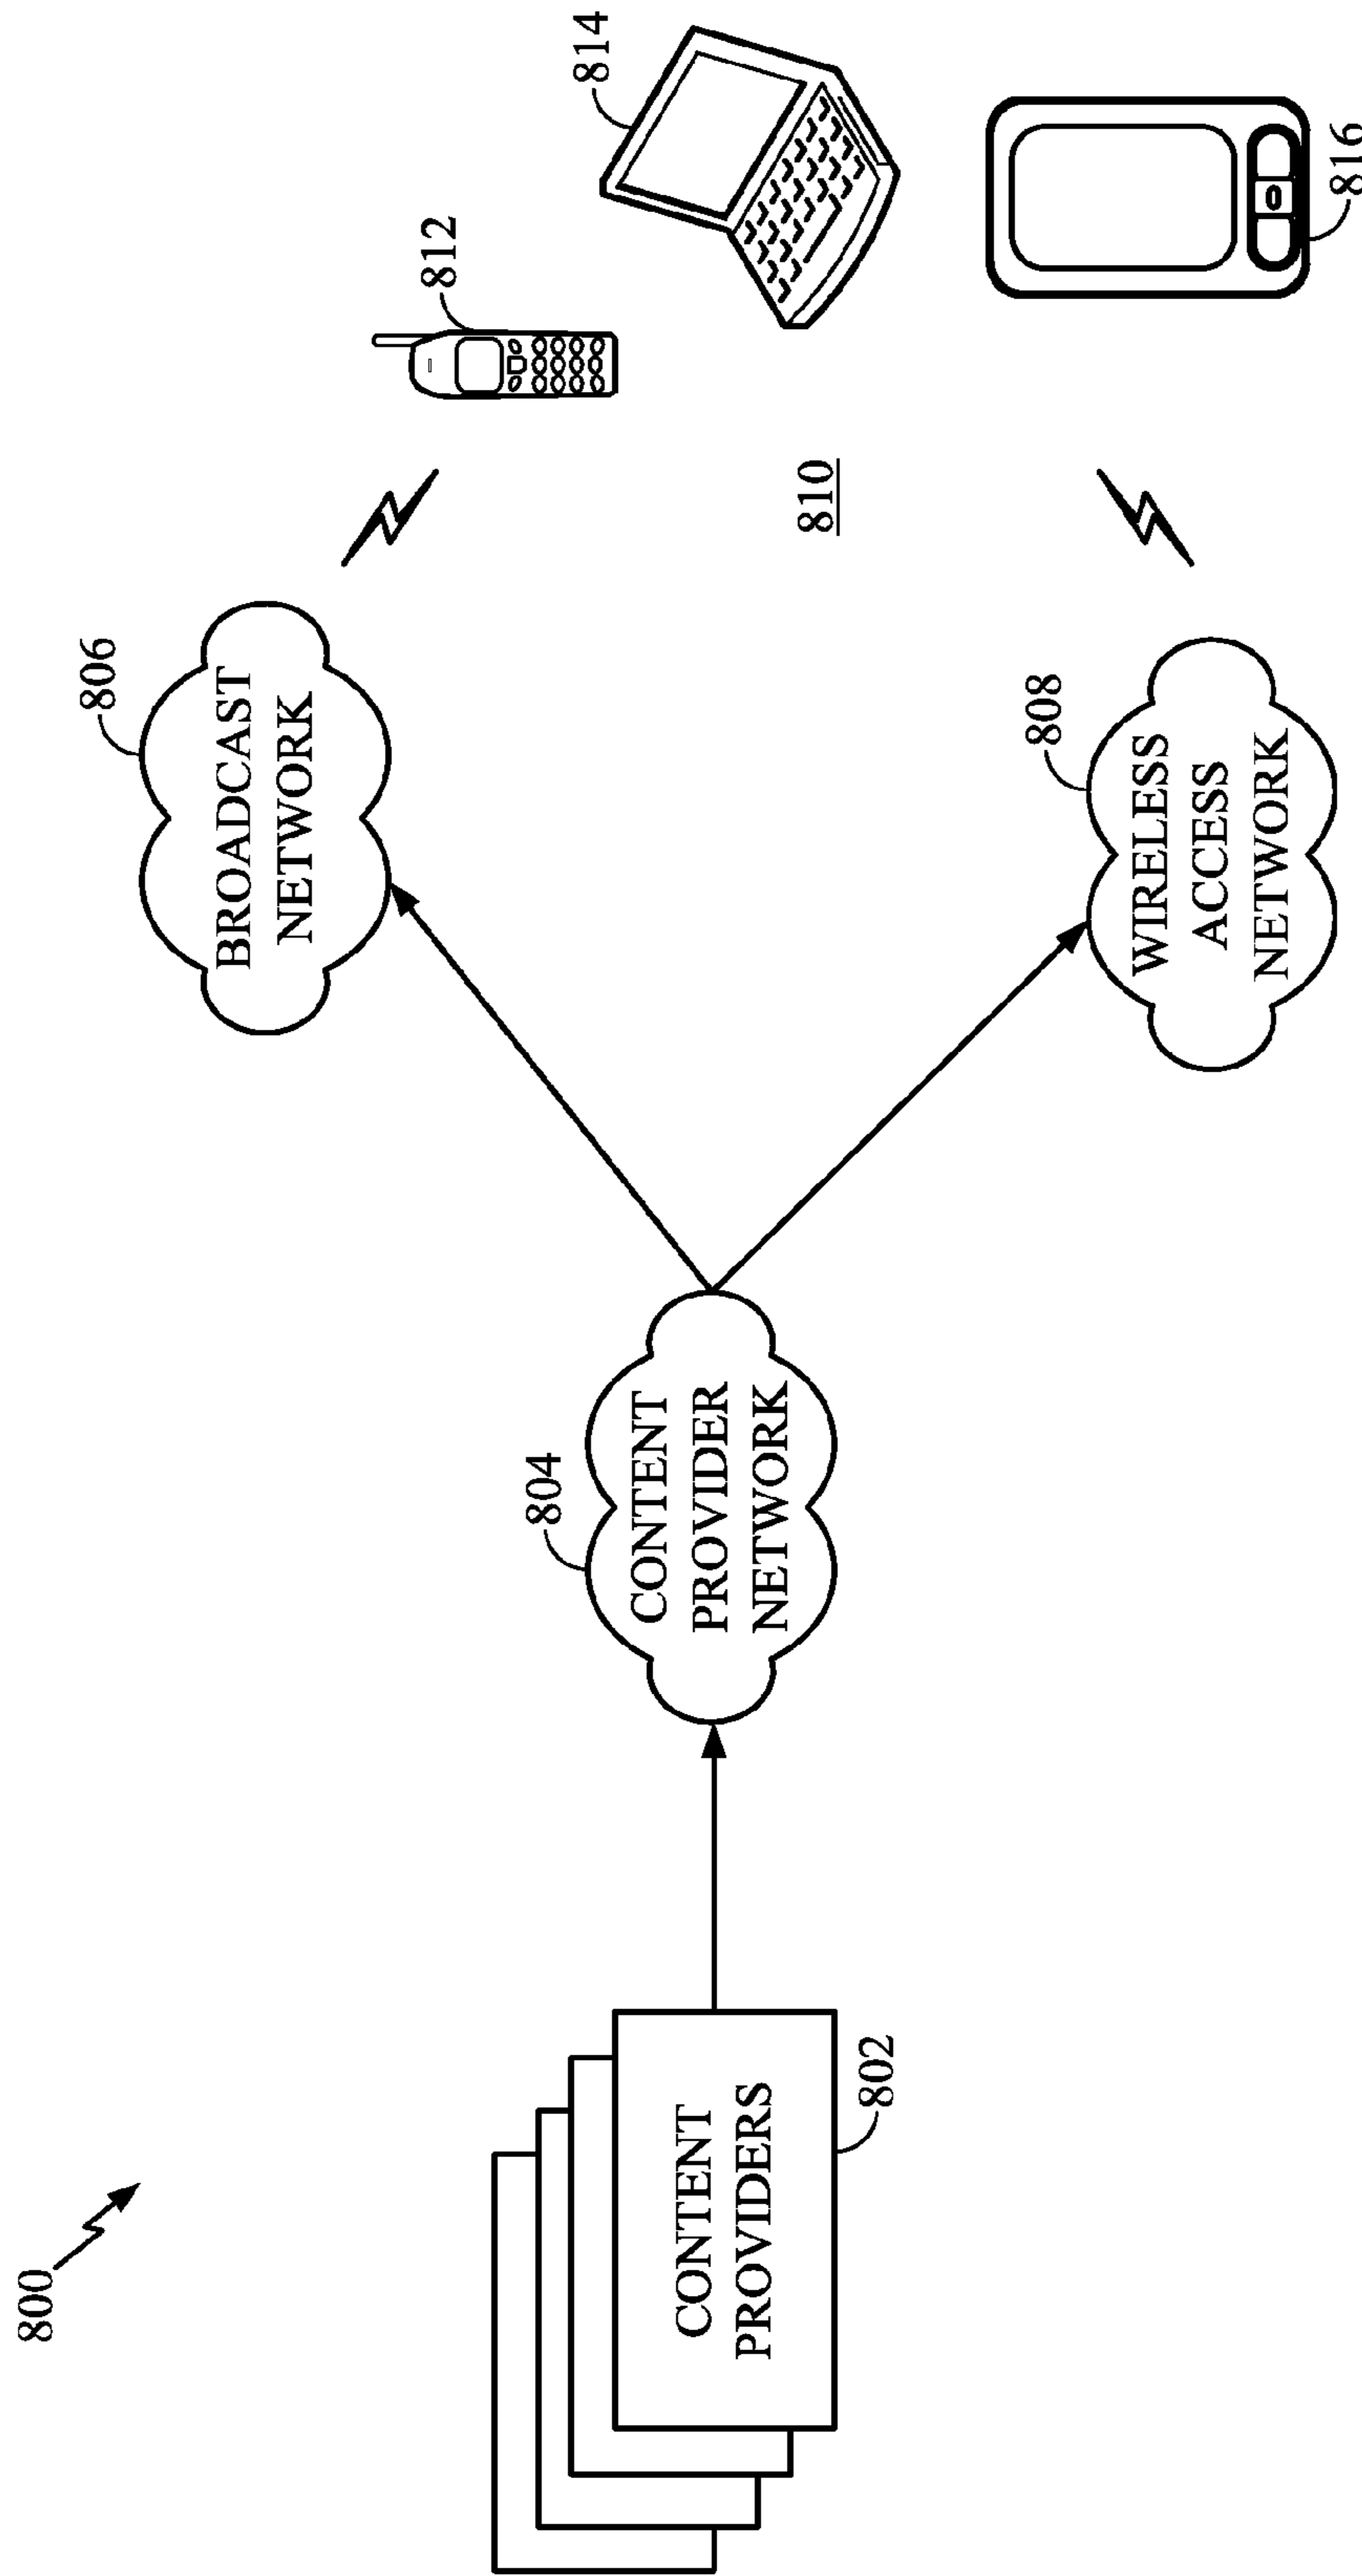 800
CONTENT
PROVIDERS
802
804
CONTENT
PROVIDER
NETWORK
806
BROADCAST
NETWORK
808
WIRELESS
ACCESS
NETWORK
810
812
814
816